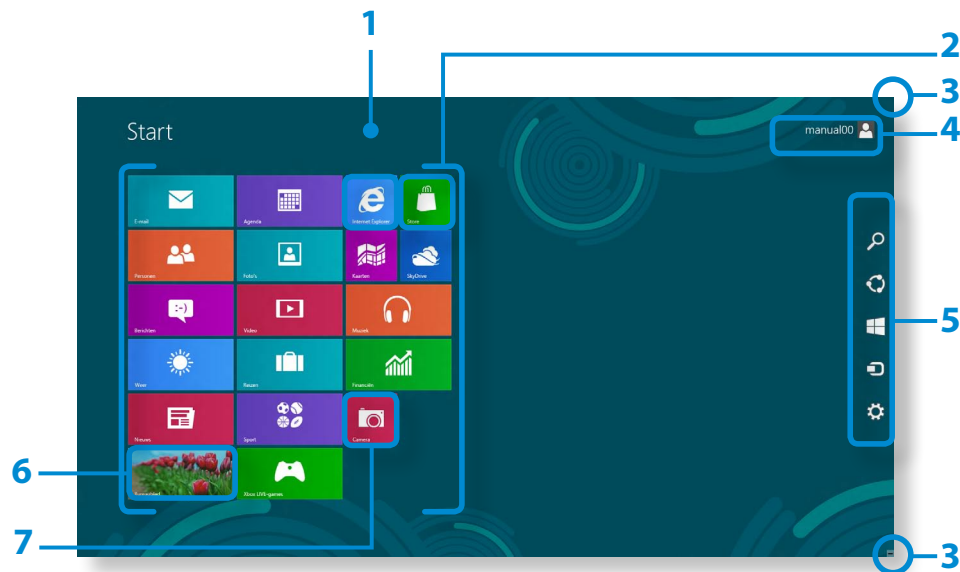 1
2
3
Start
manual00
4
E-mail
Agenda
Internet Explorer
Store
Personen
Foto's
Kaarten
SkyDrive
Berichten
Video
Muziek
5
Weer
Reizen
Financiën
Nieuws
Sport
Camera
6
Bureaublad
Xbox LIVE-games
7
3